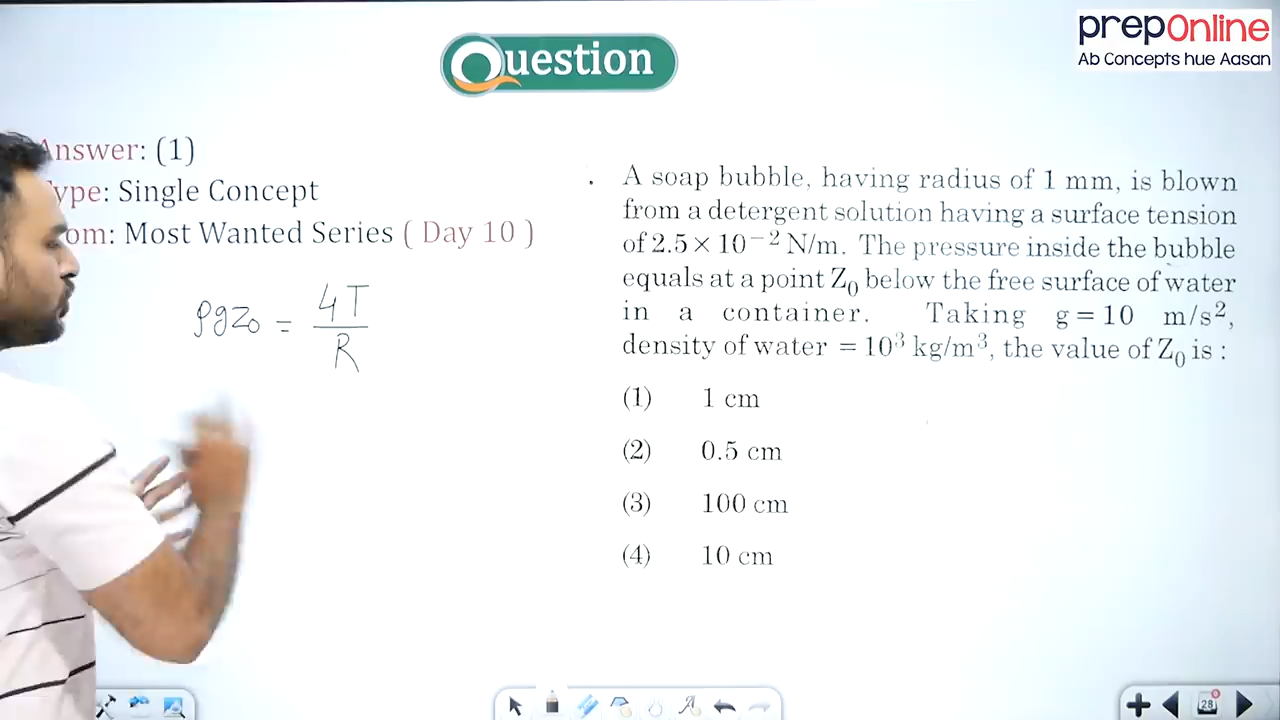 prepOnline
Ab Concepts hue Aasan
Question
Answer: (1)
Type: Single Concept
From: Most Wanted Series ( Day 10 )
ρgz₀ = 4T/R
. A soap bubble, having radius of 1 mm, is blown
from a detergent solution having a surface tension
of 2.5 × 10⁻² N/m. The pressure inside the bubble
equals at a point Z₀ below the free surface of water
in a container. Taking g = 10 m/s²,
density of water = 10³ kg/m³, the value of Z₀ is :
(1) 1 cm
(2) 0.5 cm
(3) 100 cm
(4) 10 cm
28